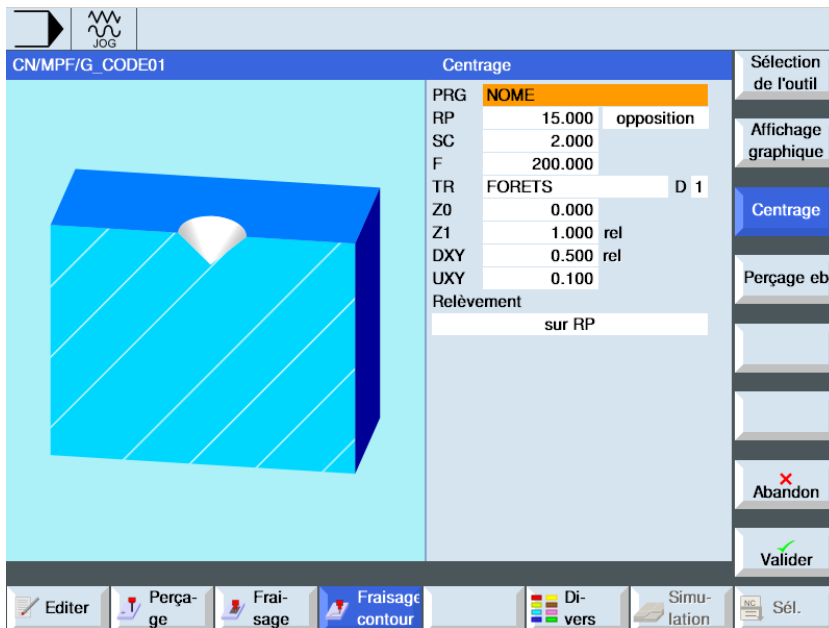 JOG
CN/MPF/G_CODE01
Centrage
PRG NOME
RP 15.000 opposition
SC 2.000
F 200.000
TR FORETS D 1
Z0 0.000
Z1 1.000 rel
DXY 0.500 rel
UXY 0.100
Relèvement
sur RP
Sélection
de l'outil
Affichage
graphique
Centrage
Perçage eb
Abandon
Valider
Editer
Perça-
ge
Frai-
sage
Fraisage
contour
Di-
vers
Simu-
lation
NC
Sél.